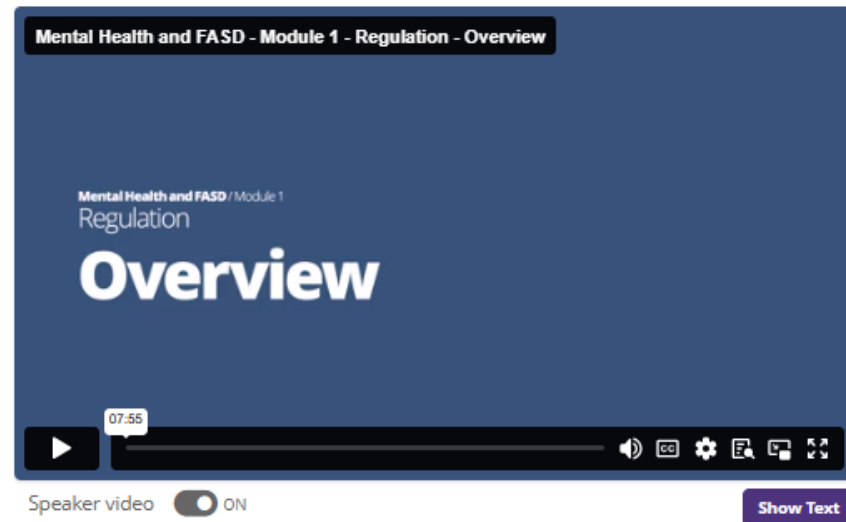 Mental Health and FASD - Module 1 - Regulation - Overview
Mental Health and FASD / Module 1
Regulation
Overview
07:55
CC
Speaker video ON
Show Text